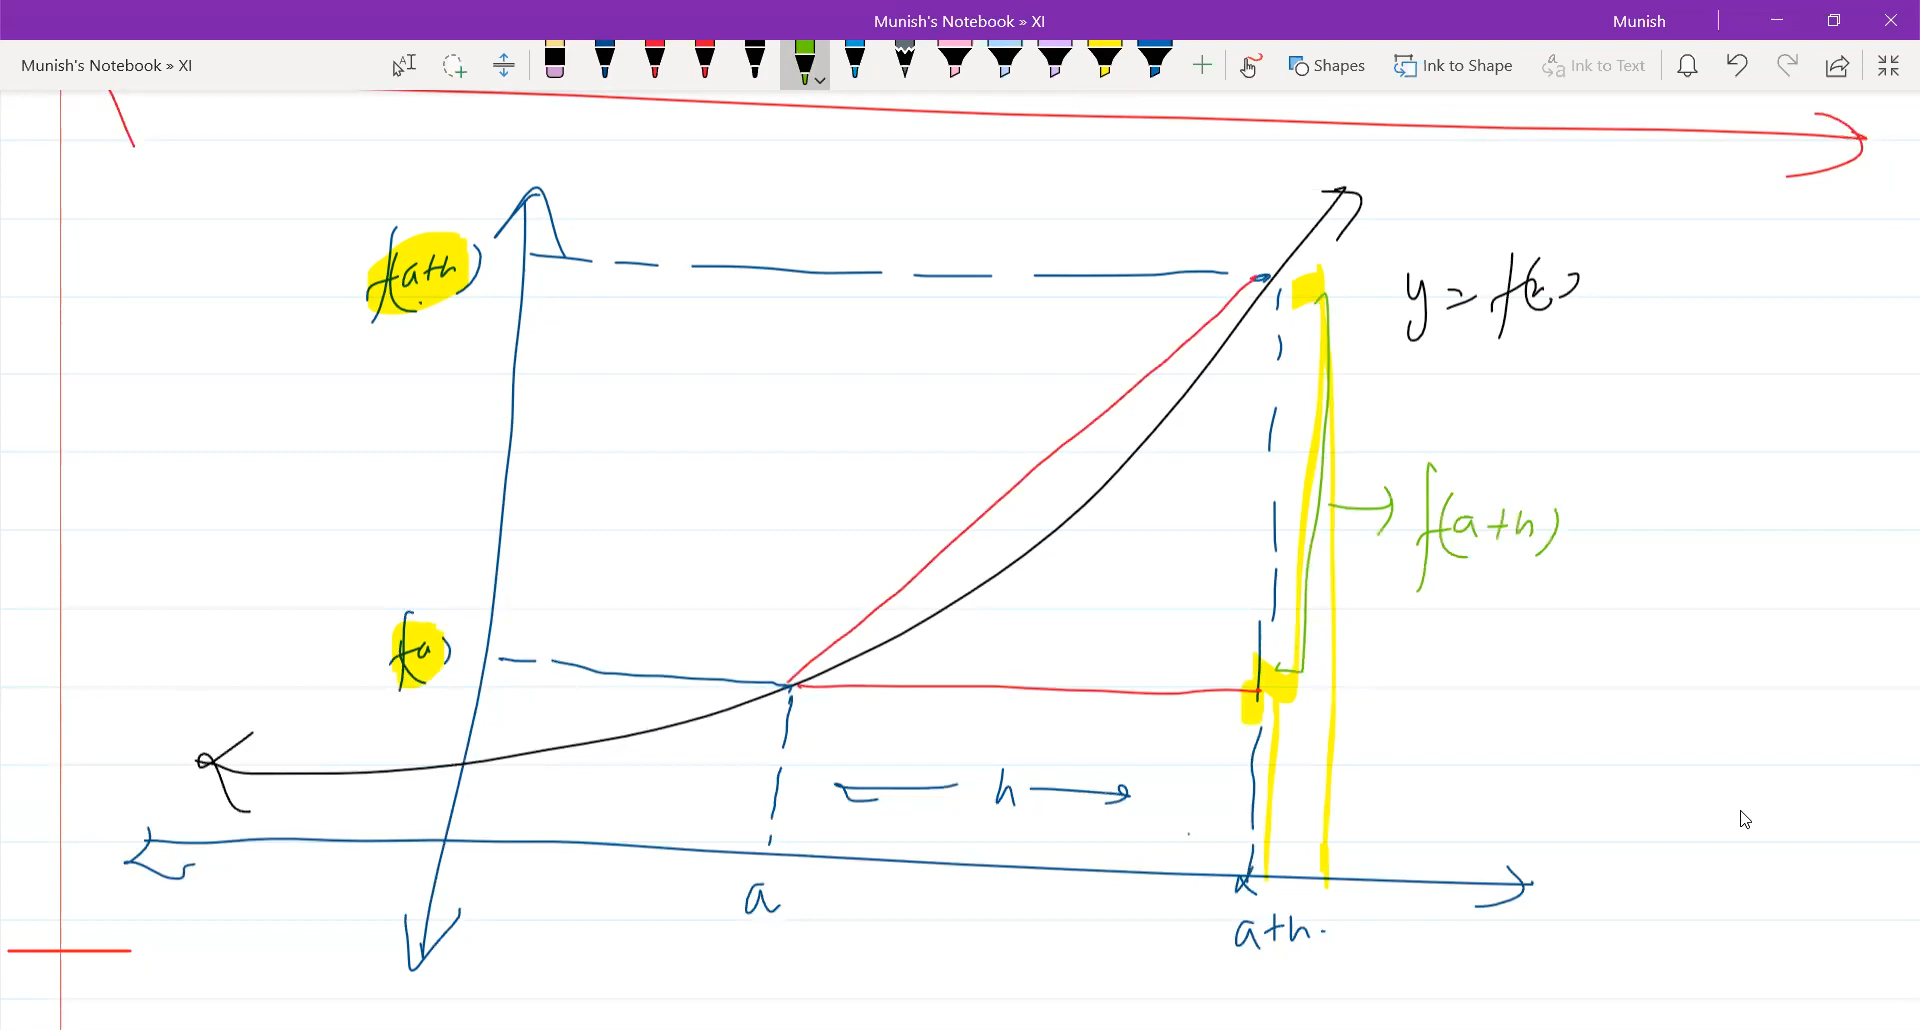 Munish's Notebook » XI
Munish
Munish's Notebook » XI
Shapes
Ink to Shape
Ink to Text
f(a+h)
y = f(x)
f(a+h)
f(a)
h
a
a+h.